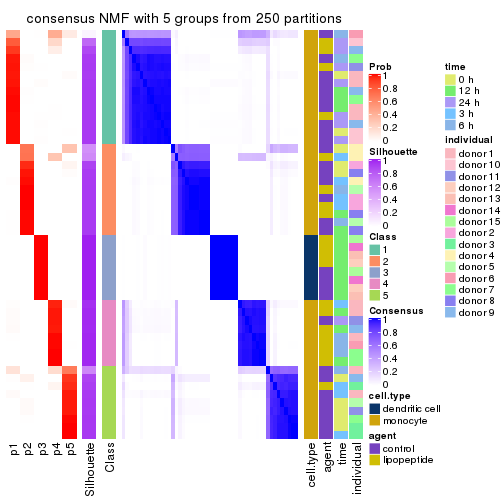 consensus NMF with 5 groups from 250 partitions
p1
p2
p3
p4
p5
Silhouette
Class
cell.type
agent
time
individual
Prob
1
0.8
0.6
0.4
0.2
0
Silhouette
1
0.8
0.6
0.4
0.2
0
Class
1
2
3
4
5
Consensus
1
0.8
0.6
0.4
0.2
0
cell.type
dendritic cell
monocyte
agent
control
lipopeptide
time
0 h
12 h
24 h
3 h
6 h
individual
donor 1
donor 10
donor 11
donor 12
donor 13
donor 14
donor 15
donor 2
donor 3
donor 4
donor 5
donor 6
donor 7
donor 8
donor 9